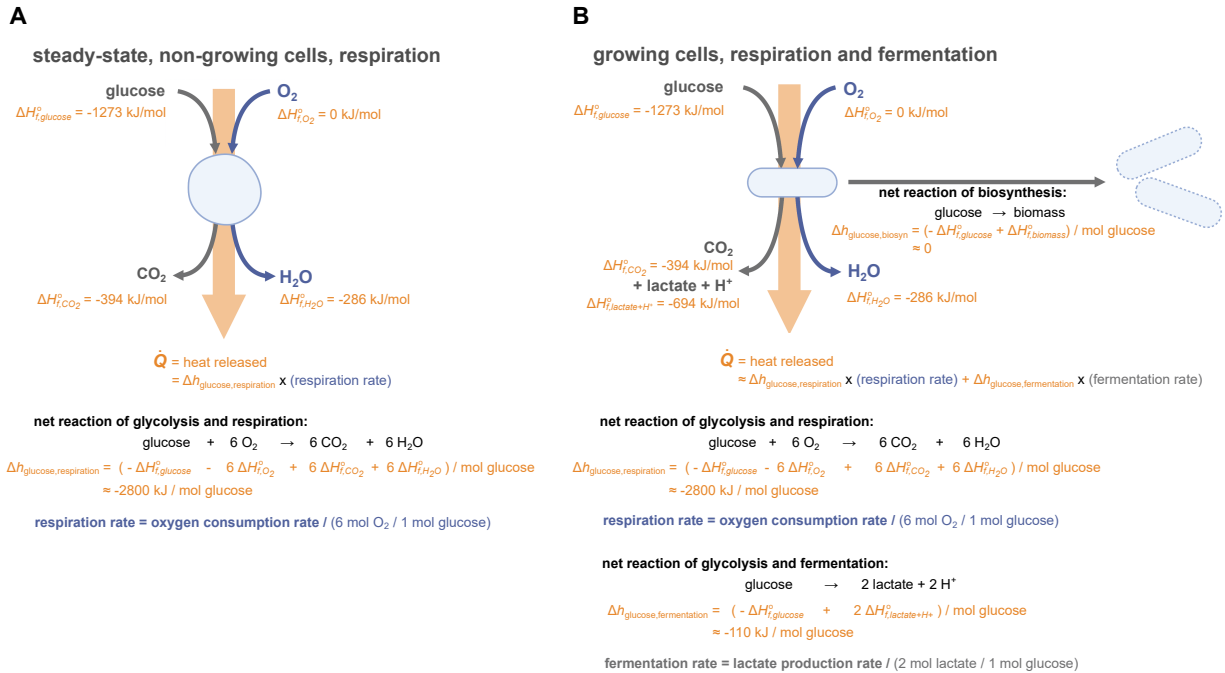 A
steady-state, non-growing cells, respiration
glucose
O₂
ΔH°f,glucose = -1273 kJ/mol
ΔH°f,O₂ = 0 kJ/mol
CO₂
H₂O
ΔH°f,CO₂ = -394 kJ/mol
ΔH°f,H₂O = -286 kJ/mol
Q̇ = heat released
= Δhglucose,respiration x (respiration rate)
net reaction of glycolysis and respiration:
glucose + 6 O₂ → 6 CO₂ + 6 H₂O
Δhglucose,respiration = ( - ΔH°f,glucose - 6 ΔH°f,O₂ + 6 ΔH°f,CO₂ + 6 ΔH°f,H₂O ) / mol glucose
≈ -2800 kJ / mol glucose
respiration rate = oxygen consumption rate / (6 mol O₂ / 1 mol glucose)
B
growing cells, respiration and fermentation
glucose
O₂
ΔH°f,glucose = -1273 kJ/mol
ΔH°f,O₂ = 0 kJ/mol
net reaction of biosynthesis:
glucose → biomass
Δhglucose,biosyn = (- ΔH°f,glucose + ΔH°f,biomass) / mol glucose
≈ 0
CO₂
ΔH°f,CO₂ = -394 kJ/mol
+ lactate + H⁺
ΔH°f,lactate+H⁺ = -694 kJ/mol
H₂O
ΔH°f,H₂O = -286 kJ/mol
Q̇ = heat released
≈ Δhglucose,respiration x (respiration rate) + Δhglucose,fermentation x (fermentation rate)
net reaction of glycolysis and respiration:
glucose + 6 O₂ → 6 CO₂ + 6 H₂O
Δhglucose,respiration = ( - ΔH°f,glucose - 6 ΔH°f,O₂ + 6 ΔH°f,CO₂ + 6 ΔH°f,H₂O ) / mol glucose
≈ -2800 kJ / mol glucose
respiration rate = oxygen consumption rate / (6 mol O₂ / 1 mol glucose)
net reaction of glycolysis and fermentation:
glucose → 2 lactate + 2 H⁺
Δhglucose,fermentation = ( - ΔH°f,glucose + 2 ΔH°f,lactate+H+ ) / mol glucose
≈ -110 kJ / mol glucose
fermentation rate = lactate production rate / (2 mol lactate / 1 mol glucose)